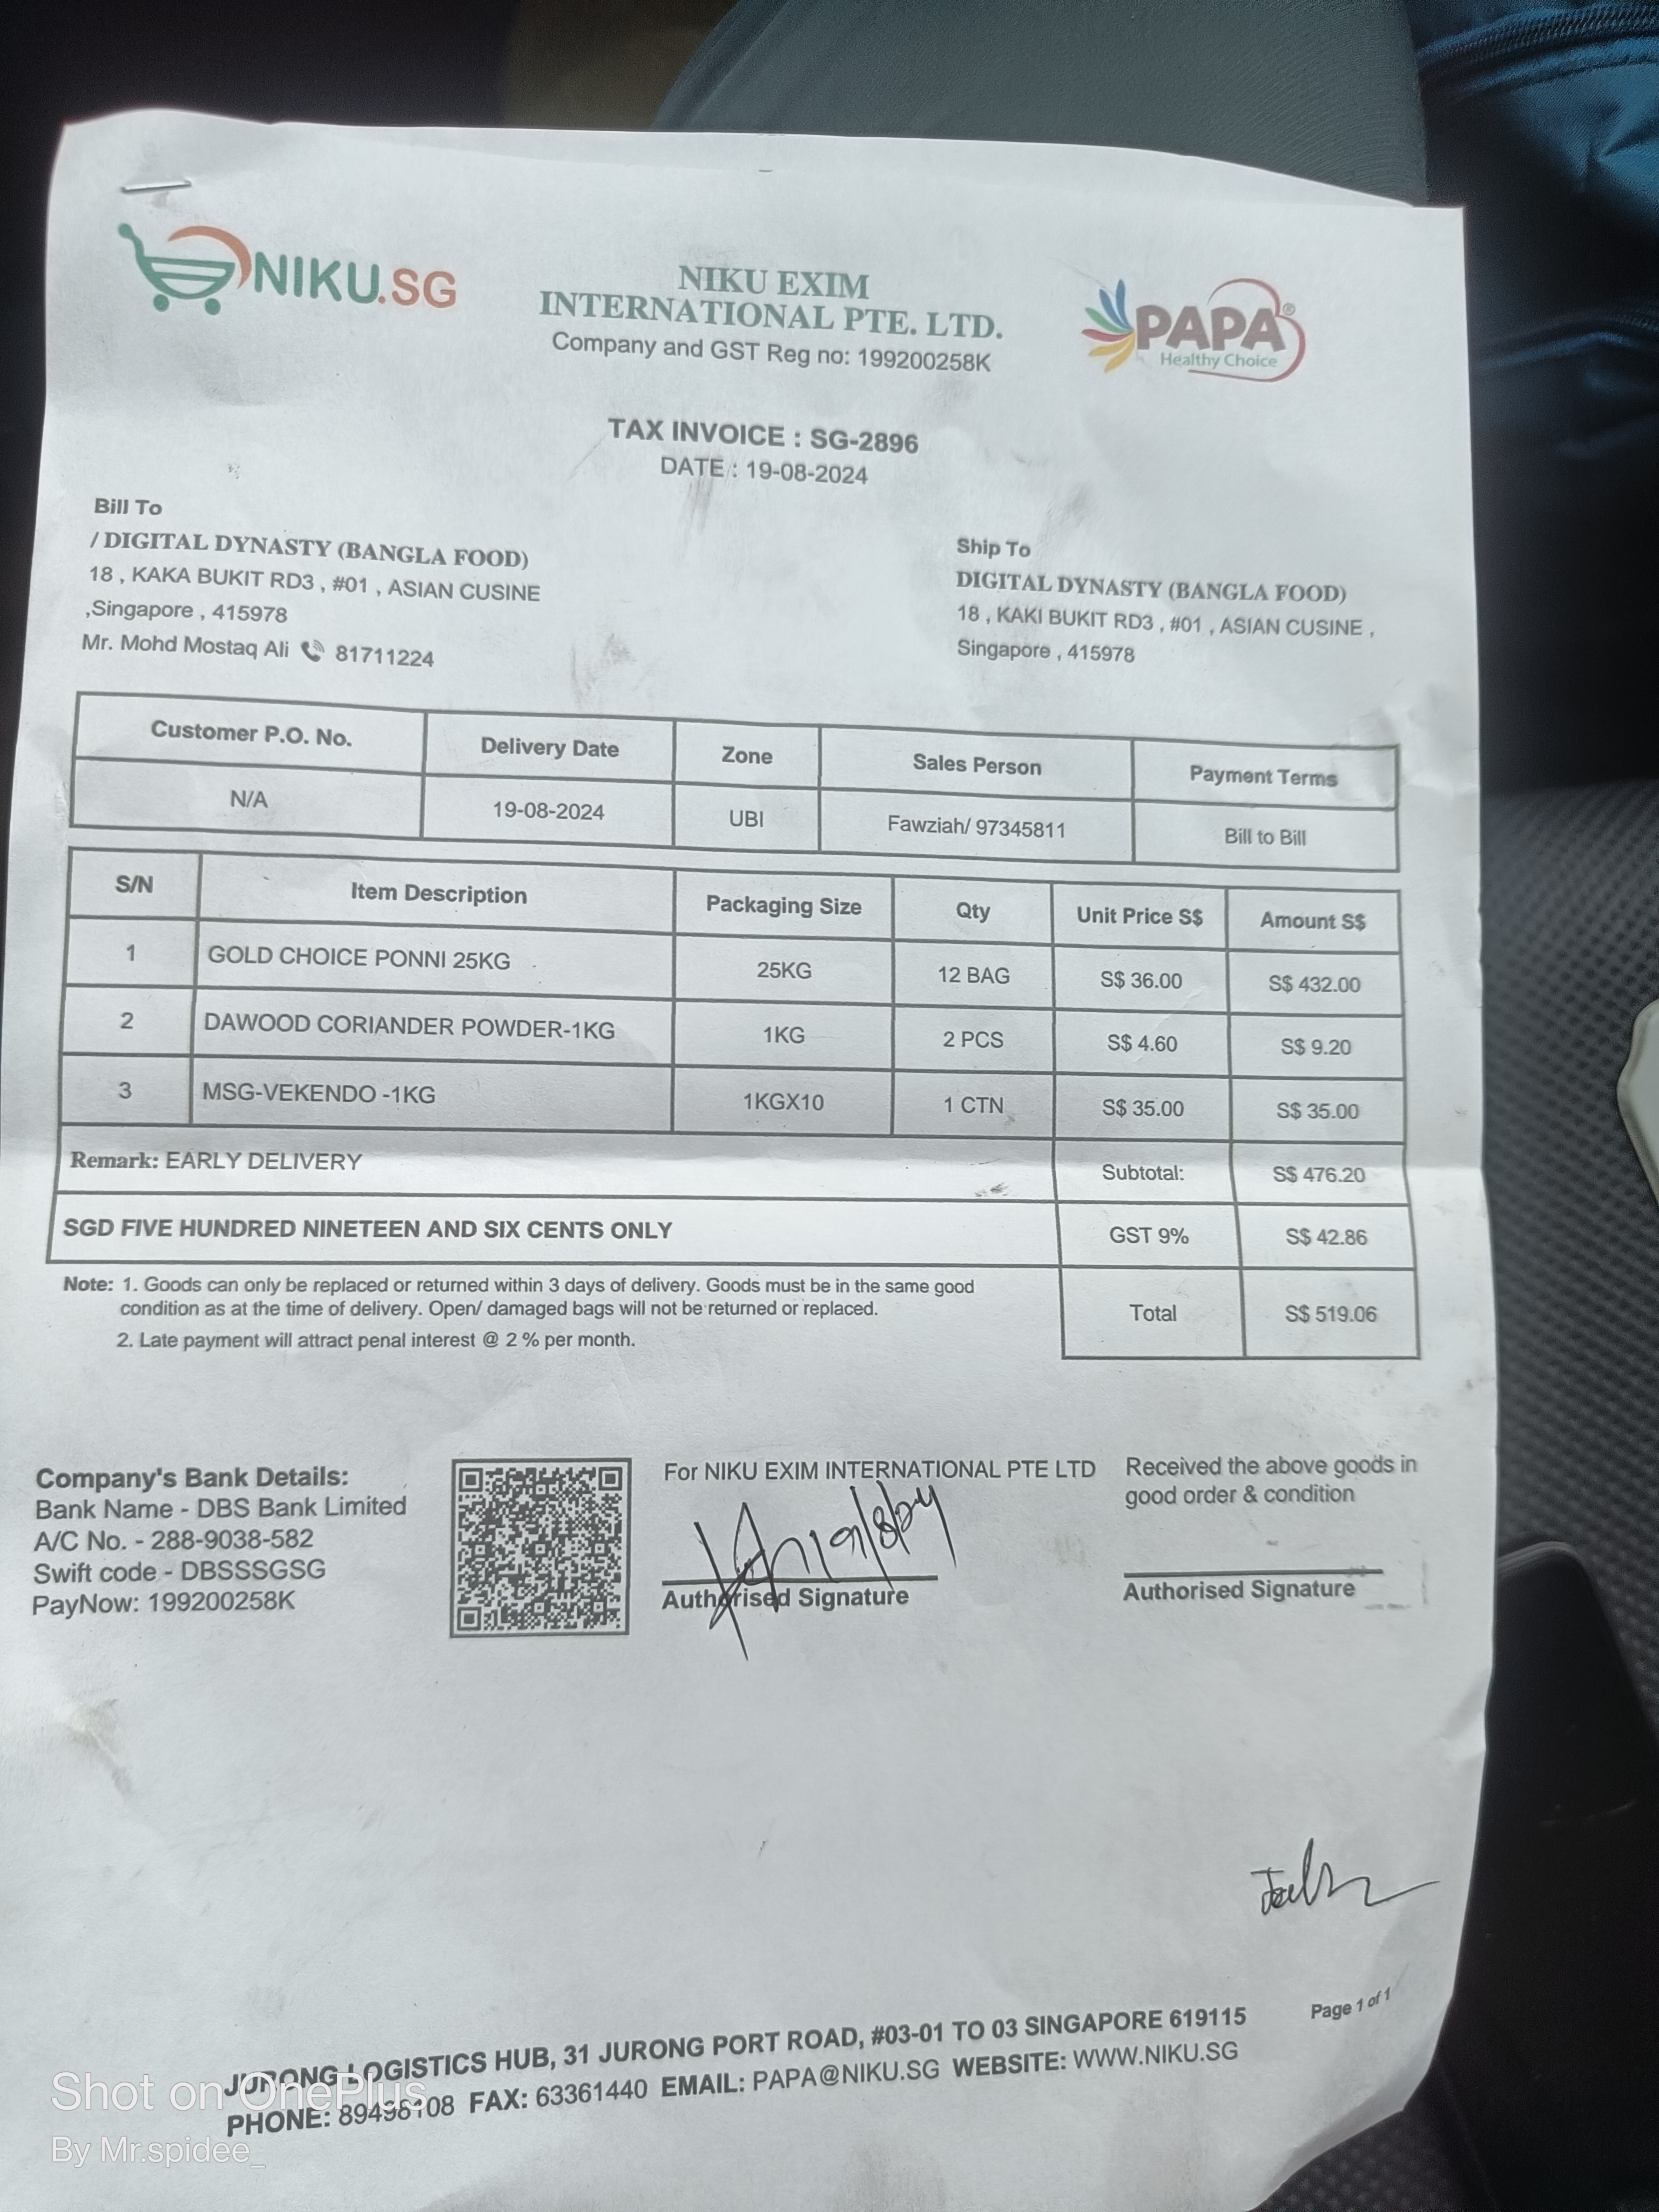 NIKU.SG
NIKU EXIM
INTERNATIONAL PTE. LTD.
Company and GST Reg no: 199200258K
PAPA®
Healthy Choice
TAX INVOICE : SG-2896
DATE : 19-08-2024
Bill To
/ DIGITAL DYNASTY (BANGLA FOOD)
18 , KAKA BUKIT RD3 , #01 , ASIAN CUSINE
,Singapore , 415978
Mr. Mohd Mostaq Ali 81711224
Ship To
DIGITAL DYNASTY (BANGLA FOOD)
18 , KAKI BUKIT RD3 , #01 , ASIAN CUSINE ,
Singapore , 415978
Customer P.O. No. Delivery Date Zone Sales Person Payment Terms
N/A 19-08-2024 UBI Fawziah/ 97345811 Bill to Bill
S/N Item Description Packaging Size Qty Unit Price S$ Amount S$
1 GOLD CHOICE PONNI 25KG 25KG 12 BAG S$ 36.00 S$ 432.00
2 DAWOOD CORIANDER POWDER-1KG 1KG 2 PCS S$ 4.60 S$ 9.20
3 MSG-VEKENDO -1KG 1KGX10 1 CTN S$ 35.00 S$ 35.00
Remark: EARLY DELIVERY Subtotal: S$ 476.20
SGD FIVE HUNDRED NINETEEN AND SIX CENTS ONLY GST 9% S$ 42.86
Total S$ 519.06
Note: 1. Goods can only be replaced or returned within 3 days of delivery. Goods must be in the same good
condition as at the time of delivery. Open/ damaged bags will not be returned or replaced.
2. Late payment will attract penal interest @ 2 % per month.
Company's Bank Details:
Bank Name - DBS Bank Limited
A/C No. - 288-9038-582
Swift code - DBSSSGSG
PayNow: 199200258K
For NIKU EXIM INTERNATIONAL PTE LTD
19/8/24
Authorised Signature
Received the above goods in
good order & condition
Authorised Signature
Page 1 of 1
JURONG LOGISTICS HUB, 31 JURONG PORT ROAD, #03-01 TO 03 SINGAPORE 619115
PHONE: 89498108 FAX: 63361440 EMAIL: PAPA@NIKU.SG WEBSITE: WWW.NIKU.SG
Shot on OnePlus
By Mr.spidee_